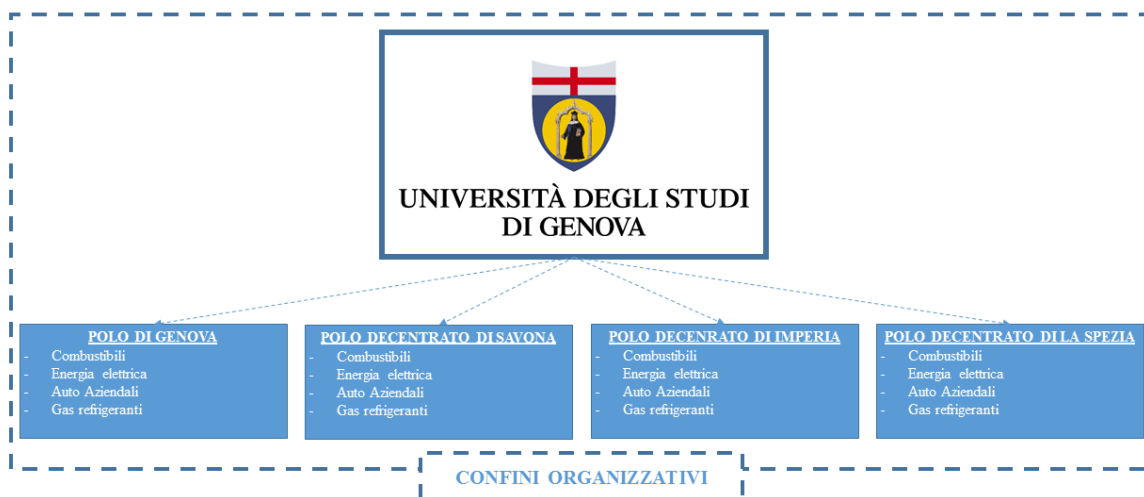 UNIVERSITÀ DEGLI STUDI
DI GENOVA
POLO DI GENOVA
- Combustibili
- Energia elettrica
- Auto Aziendali
- Gas refrigeranti
POLO DECENTRATO DI SAVONA
- Combustibili
- Energia elettrica
- Auto Aziendali
- Gas refrigeranti
POLO DECENRATO DI IMPERIA
- Combustibili
- Energia elettrica
- Auto Aziendali
- Gas refrigeranti
POLO DECENTRATO DI LA SPEZIA
- Combustibili
- Energia elettrica
- Auto Aziendali
- Gas refrigeranti
CONFINI ORGANIZZATIVI